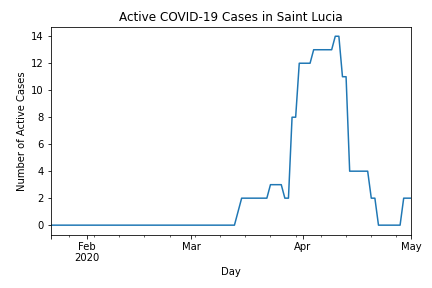 Active COVID-19 Cases in Saint Lucia
Number of Active Cases
14
12
10
8
6
4
2
0
Feb Mar Apr May
2020
Day